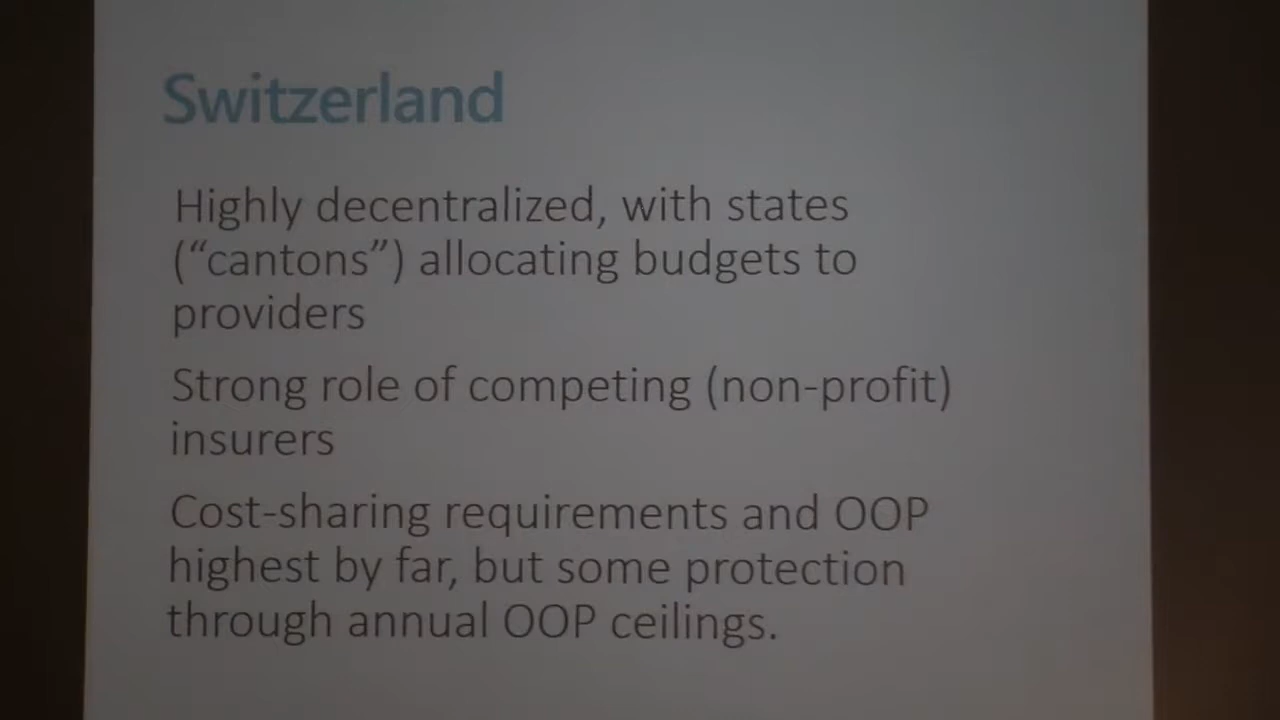 Switzerland
Highly decentralized, with states
(“cantons”) allocating budgets to
providers
Strong role of competing (non-profit)
insurers
Cost-sharing requirements and OOP
highest by far, but some protection
through annual OOP ceilings.